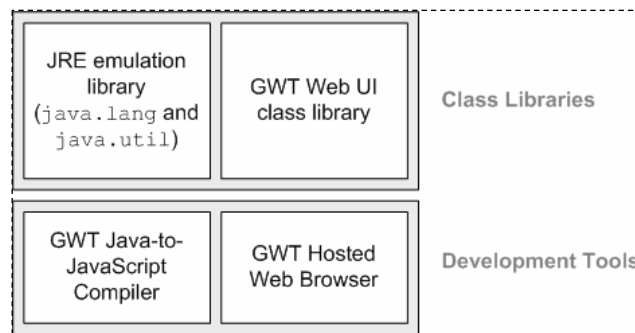 JRE emulation
library
(java.lang and
java.util)
GWT Web UI
class library
Class Libraries
GWT Java-to-
JavaScript
Compiler
GWT Hosted
Web Browser
Development Tools